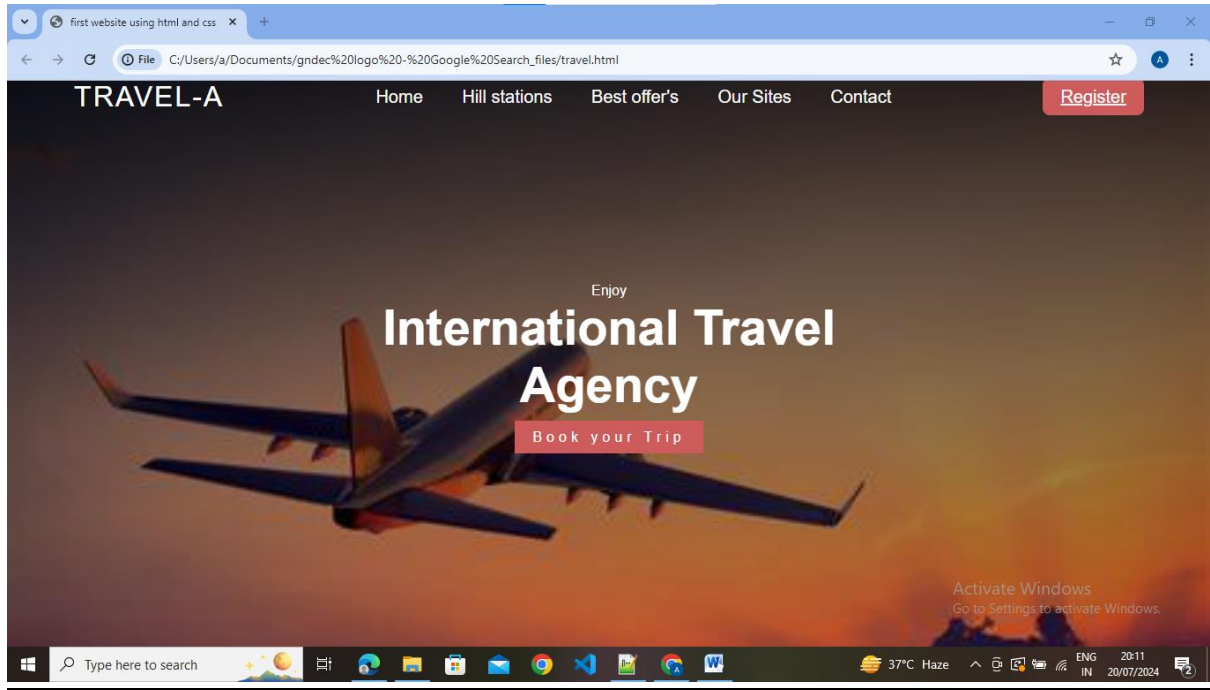 first website using html and css
File C:/Users/a/Documents/gndec%20logo%20-%20Google%20Search_files/travel.html
A
TRAVEL-A Home Hill stations Best offer's Our Sites Contact Register
Enjoy
International Travel
Agency
Book your Trip
Activate Windows
Go to Settings to activate Windows.
Type here to search 37°C Haze ENG 20:11
IN 20/07/2024 2